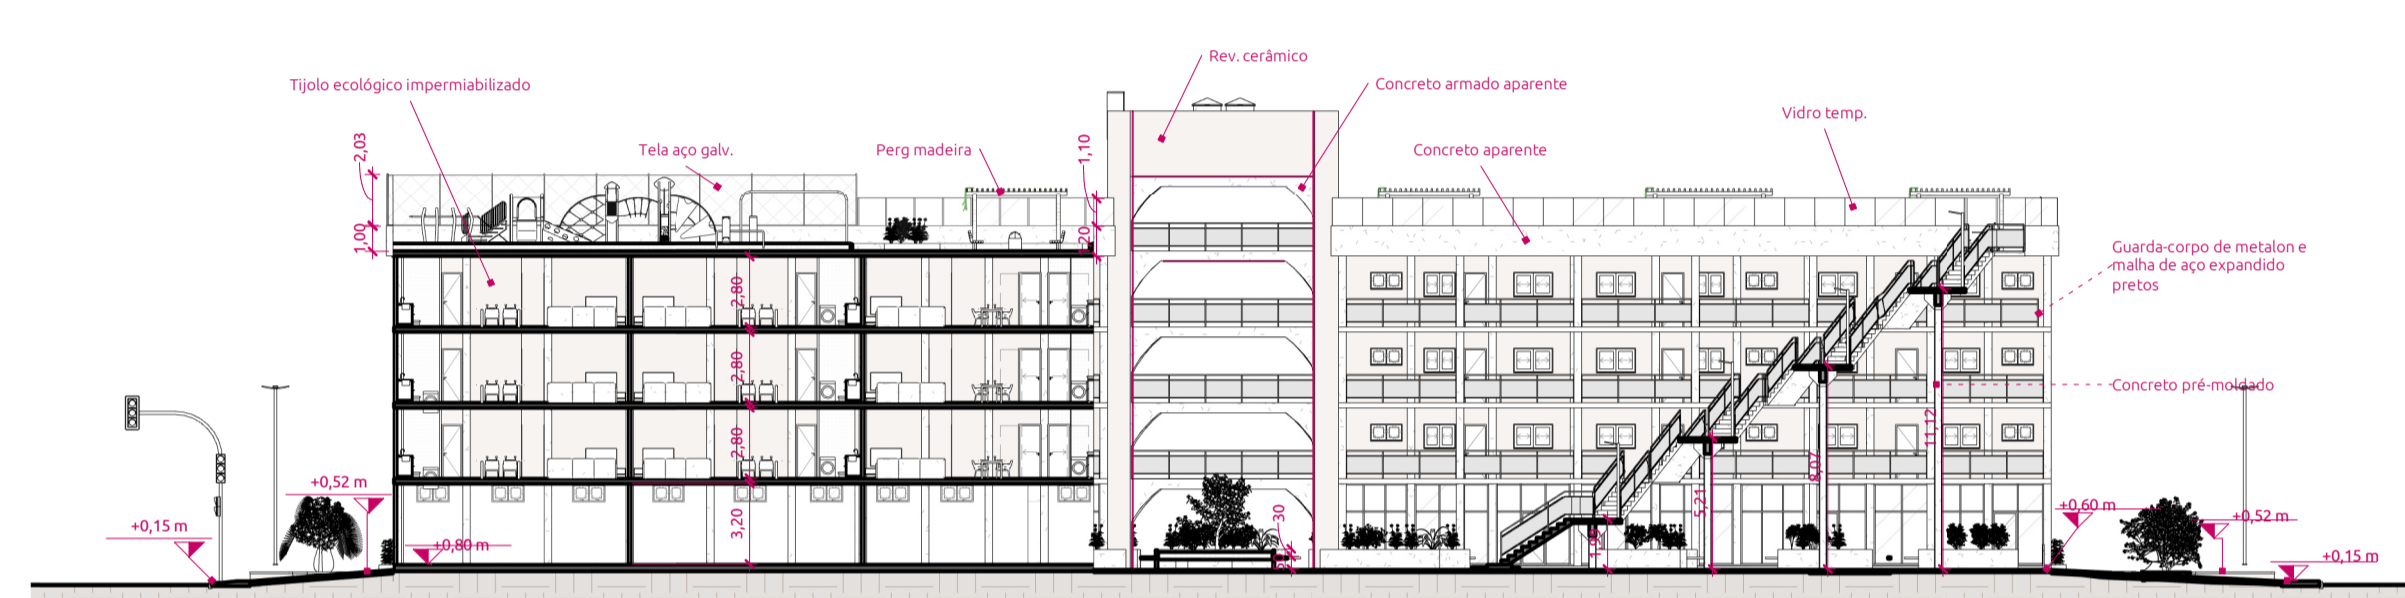 Rev. cerâmico
Tijolo ecológico impermiabilizado
Concreto armado aparente
Vidro temp.
Tela aço galv.
Perg madeira
Concreto aparente
2,03
1,10
1,00
Guarda-corpo de metalon e
malha de aço expandido
pretos
2,80
2,80
Concreto pré-moldado
2,80
11,12
8,07
5,21
3,20
30
+0,52 m
+0,15 m
+0,80 m
+0,60 m
+0,52 m
+0,15 m